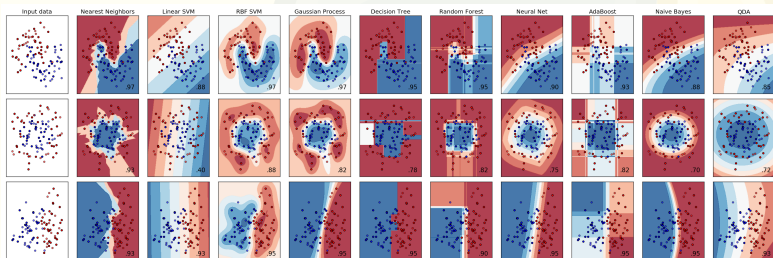 Input data Nearest Neighbors Linear SVM RBF SVM Gaussian Process Decision Tree Random Forest Neural Net AdaBoost Naive Bayes QDA
.97 .88 .97 .97 .95 .95 .90 .93 .88 .85
.93 .40 .88 .82 .78 .82 .75 .82 .70 .72
.93 .93 .95 .95 .95 .90 .95 .95 .95 .93